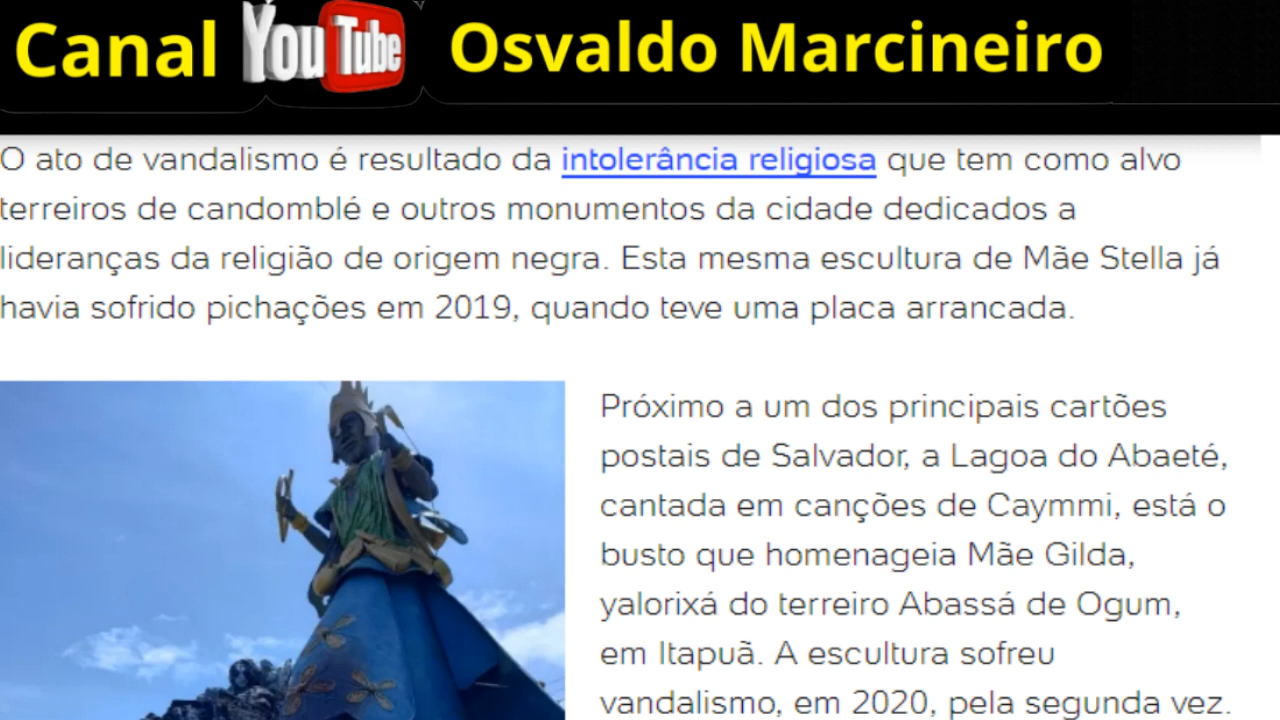 Canal YouTube Osvaldo Marcineiro
O ato de vandalismo é resultado da intolerância religiosa que tem como alvo
terreiros de candomblé e outros monumentos da cidade dedicados a
lideranças da religião de origem negra. Esta mesma escultura de Mãe Stella já
havia sofrido pichações em 2019, quando teve uma placa arrancada.
Próximo a um dos principais cartões
postais de Salvador, a Lagoa do Abaeté,
cantada em canções de Caymmi, está o
busto que homenageia Mãe Gilda,
yalorixá do terreiro Abassá de Ogum,
em Itapuã. A escultura sofreu
vandalismo, em 2020, pela segunda vez.